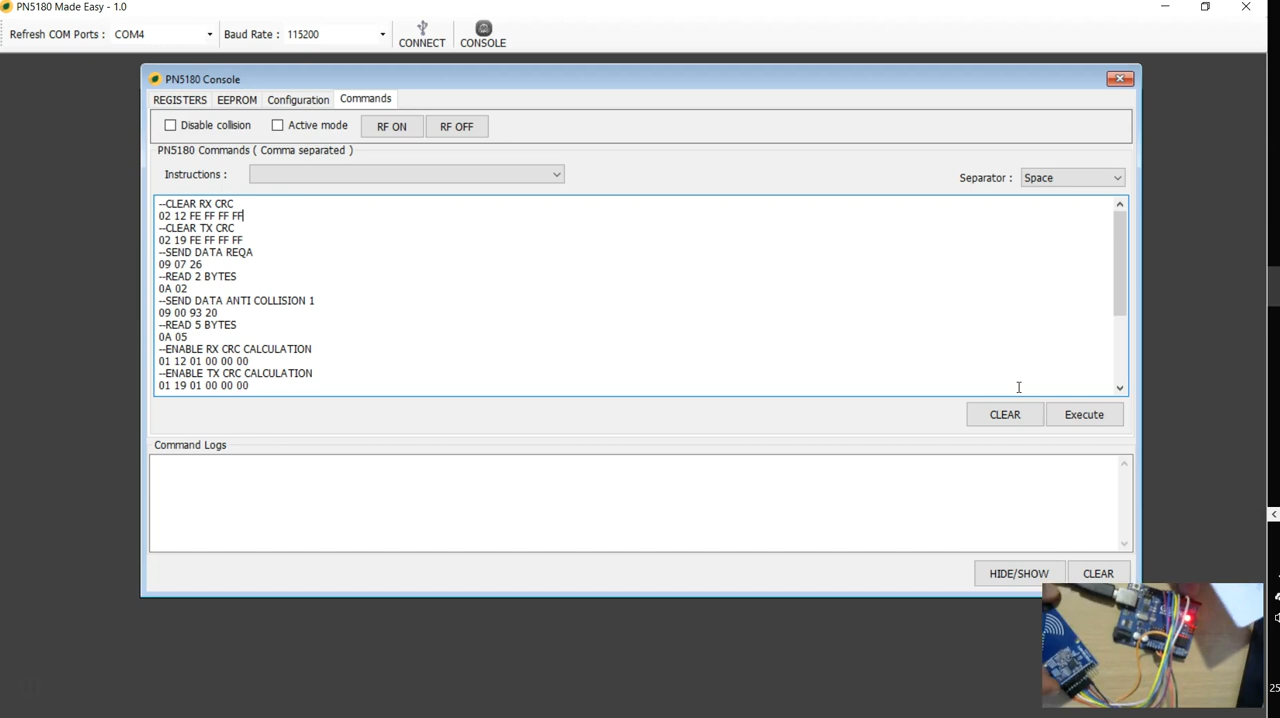 PN5180 Made Easy - 1.0
Refresh COM Ports : COM4 Baud Rate : 115200 CONNECT CONSOLE
PN5180 Console
REGISTERS EEPROM Configuration Commands
Disable collision Active mode RF ON RF OFF
PN5180 Commands ( Comma separated )
Instructions : Separator : Space
--CLEAR RX CRC
02 12 FE FF FF FF
--CLEAR TX CRC
02 19 FE FF FF FF
--SEND DATA REQA
09 07 26
--READ 2 BYTES
0A 02
--SEND DATA ANTI COLLISION 1
09 00 93 20
--READ 5 BYTES
0A 05
--ENABLE RX CRC CALCULATION
01 12 01 00 00 00
--ENABLE TX CRC CALCULATION
01 19 01 00 00 00
CLEAR Execute
Command Logs
HIDE/SHOW CLEAR
25